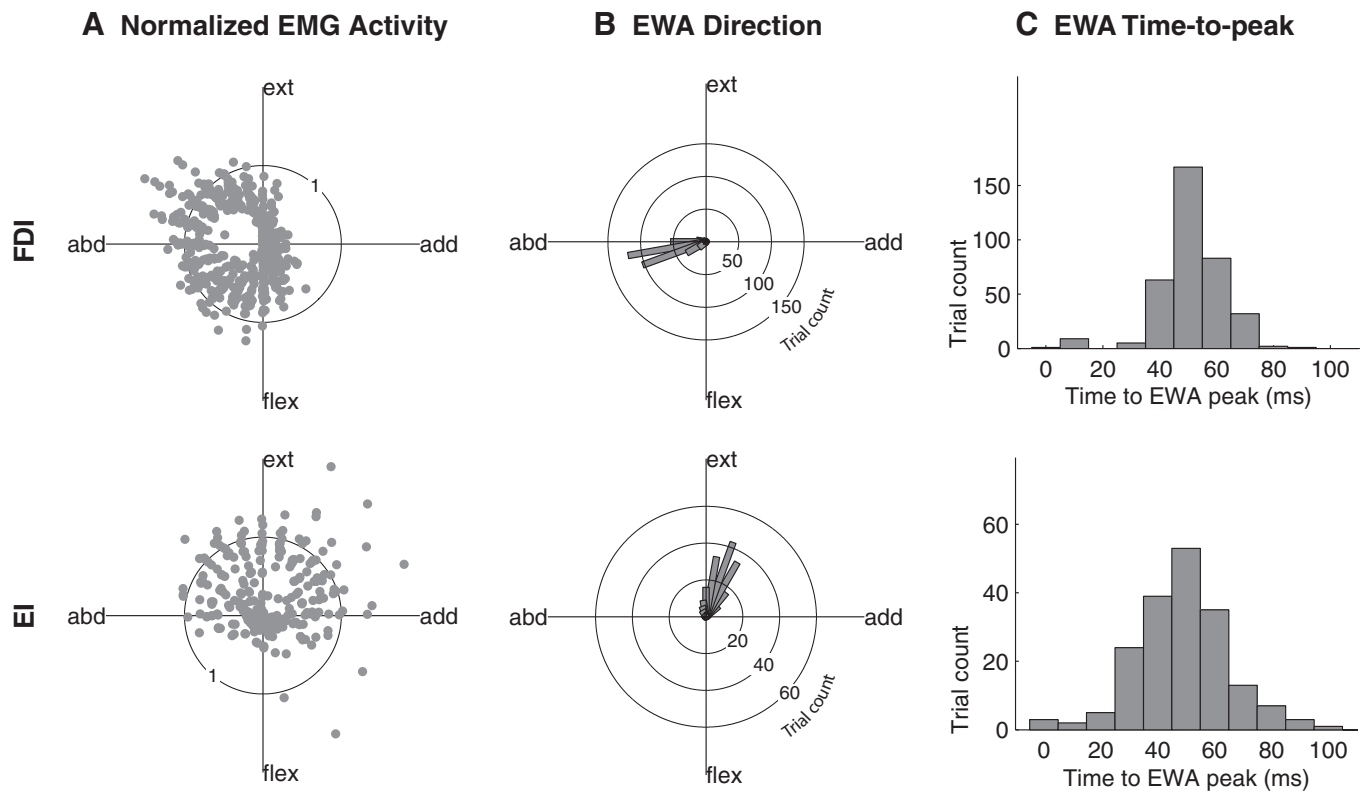 A Normalized EMG Activity
B EWA Direction
C EWA Time-to-peak
FDI
ext
1
abd
add
flex
ext
abd
add
50
100
150
Trial count
flex
Trial count
150
100
50
0
0 20 40 60 80 100
Time to EWA peak (ms)
EI
ext
abd
add
1
flex
ext
abd
add
20
40
60
Trial count
flex
Trial count
60
40
20
0
0 20 40 60 80 100
Time to EWA peak (ms)